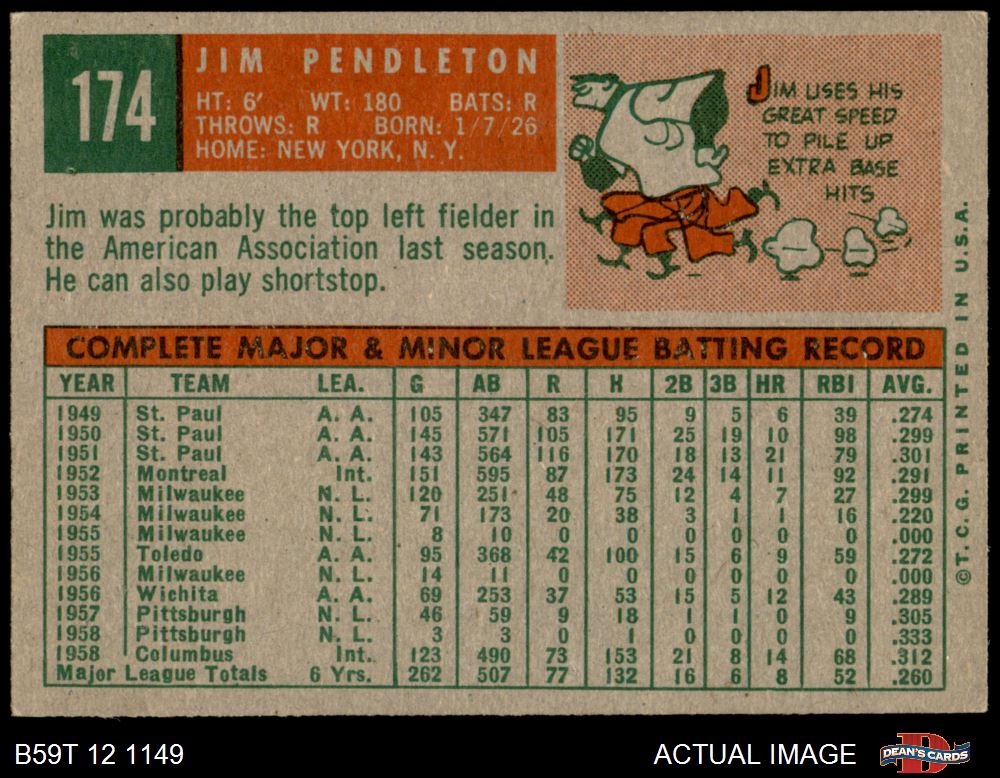 174
JIM PENDLETON
HT: 6' WT: 180 BATS: R
THROWS: R BORN: 1/7/26
HOME: NEW YORK, N. Y.
JIM USES HIS
GREAT SPEED
TO PILE UP
EXTRA BASE
HITS
Jim was probably the top left fielder in
the American Association last season.
He can also play shortstop.
COMPLETE MAJOR & MINOR LEAGUE BATTING RECORD
YEAR TEAM LEA. G AB R H 2B 3B HR RBI AVG.
1949 St. Paul A. A. 105 347 83 95 9 5 6 39 .274
1950 St. Paul A. A. 145 571 105 171 25 19 10 98 .299
1951 St. Paul A. A. 143 564 116 170 18 13 21 79 .301
1952 Montreal Int. 151 595 87 173 24 14 11 92 .291
1953 Milwaukee N. L. 120 251 48 75 12 4 7 27 .299
1954 Milwaukee N. L. 71 173 20 38 3 1 1 16 .220
1955 Milwaukee N. L. 8 10 0 0 0 0 0 0 .000
1955 Toledo A. A. 95 368 42 100 15 6 9 59 .272
1956 Milwaukee N. L. 14 11 0 0 0 0 0 0 .000
1956 Wichita A. A. 69 253 37 53 15 5 12 43 .289
1957 Pittsburgh N. L. 46 59 9 18 1 1 0 9 .305
1958 Pittsburgh N. L. 3 3 0 1 0 0 0 0 .333
1958 Columbus Int. 123 490 73 153 21 8 14 68 .312
Major League Totals 6 Yrs. 262 507 77 132 16 6 8 52 .260
©T. C. G. PRINTED IN U.S.A.
B59T 12 1149
ACTUAL IMAGE
DEAN'S CARDS